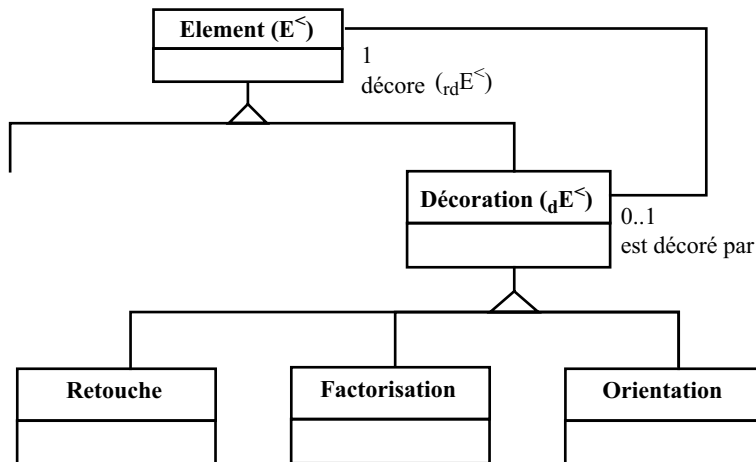 Element (E<)
1
décore (rdE<)
Décoration (dE<)
0..1
est décoré par
Retouche
Factorisation
Orientation